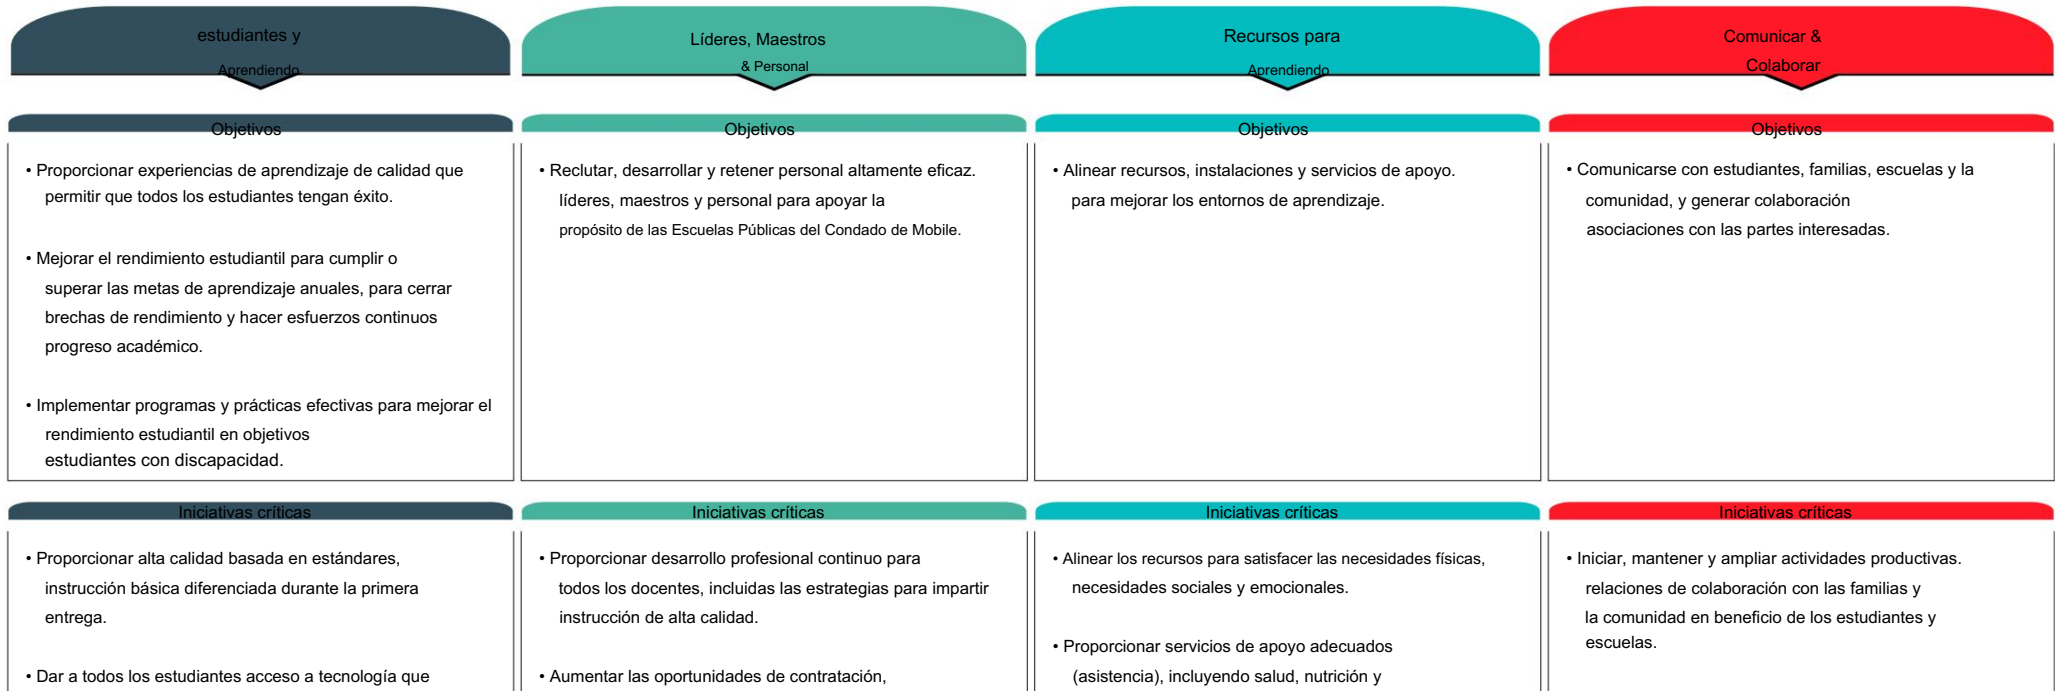 estudiantes y
Aprendiendo
Objetivos
• Proporcionar experiencias de aprendizaje de calidad que
permitir que todos los estudiantes tengan éxito.
• Mejorar el rendimiento estudiantil para cumplir o
superar las metas de aprendizaje anuales, para cerrar
brechas de rendimiento y hacer esfuerzos continuos
progreso académico.
• Implementar programas y prácticas efectivas para mejorar el
rendimiento estudiantil en objetivos
estudiantes con discapacidad.
Iniciativas críticas
• Proporcionar alta calidad basada en estándares,
instrucción básica diferenciada durante la primera
entrega.
• Dar a todos los estudiantes acceso a tecnología que
Líderes, Maestros
& Personal
Objetivos
• Reclutar, desarrollar y retener personal altamente eficaz.
líderes, maestros y personal para apoyar la
propósito de las Escuelas Públicas del Condado de Mobile.
Iniciativas críticas
• Proporcionar desarrollo profesional continuo para
todos los docentes, incluidas las estrategias para impartir
instrucción de alta calidad.
• Aumentar las oportunidades de contratación,
Recursos para
Aprendiendo
Objetivos
• Alinear recursos, instalaciones y servicios de apoyo.
para mejorar los entornos de aprendizaje.
Iniciativas críticas
• Alinear los recursos para satisfacer las necesidades físicas,
necesidades sociales y emocionales.
• Proporcionar servicios de apoyo adecuados
(asistencia), incluyendo salud, nutrición y
Comunicar &
Colaborar
Objetivos
• Comunicarse con estudiantes, familias, escuelas y la
comunidad, y generar colaboración
asociaciones con las partes interesadas.
Iniciativas críticas
• Iniciar, mantener y ampliar actividades productivas.
relaciones de colaboración con las familias y
la comunidad en beneficio de los estudiantes y
escuelas.